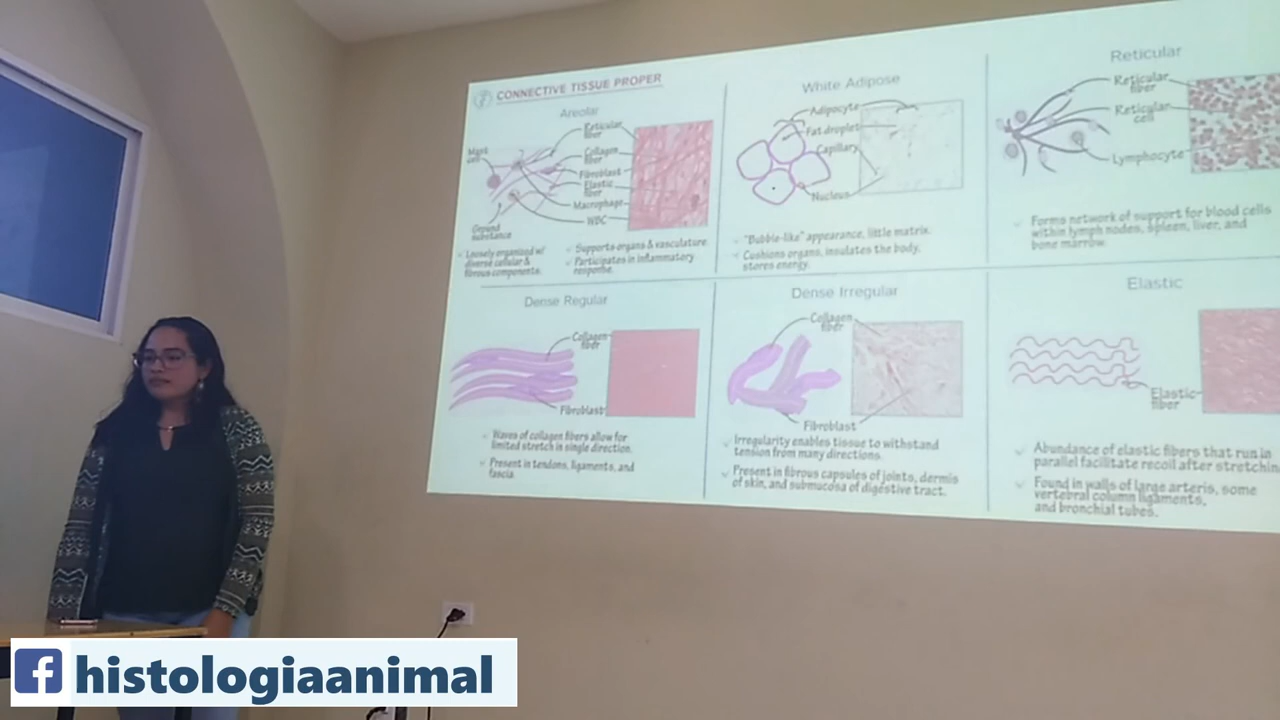 CONNECTIVE TISSUE PROPER
Areolar
Reticular
fiber
Mast
cell
Collagen
fiber
Fibroblast
Elastic
fiber
Macrophage
WBC
Ground
substance
Loosely organized w/
diverse cellular &
fibrous components.
Supports organs & vasculature
Participates in inflammatory
response.
White Adipose
Adipocyte
Fat droplet
Capillary
Nucleus
"Bubble-like" appearance, little matrix.
Cushions organs, insulates the body,
stores energy.
Reticular
Reticular
fiber
Reticular
cell
Lymphocyte
Forms network of support for blood cells
within lymph nodes, spleen, liver, and
bone marrow.
Dense Regular
Collagen
fiber
Fibroblast
Waves of collagen fibers allow for
limited stretch in single direction.
Present in tendons, ligaments, and
fascia.
Dense Irregular
Collagen
fiber
Fibroblast
Irregularity enables tissue to withstand
tension from many directions.
Present in fibrous capsules of joints, dermis
of skin, and submucosa of digestive tract.
Elastic
Elastic
fiber
Abundance of elastic fibers that run in
parallel facilitate recoil after stretchin
Found in walls of large arteris, some
vertebral column ligaments,
and bronchial tubes.
f histologiaanimal